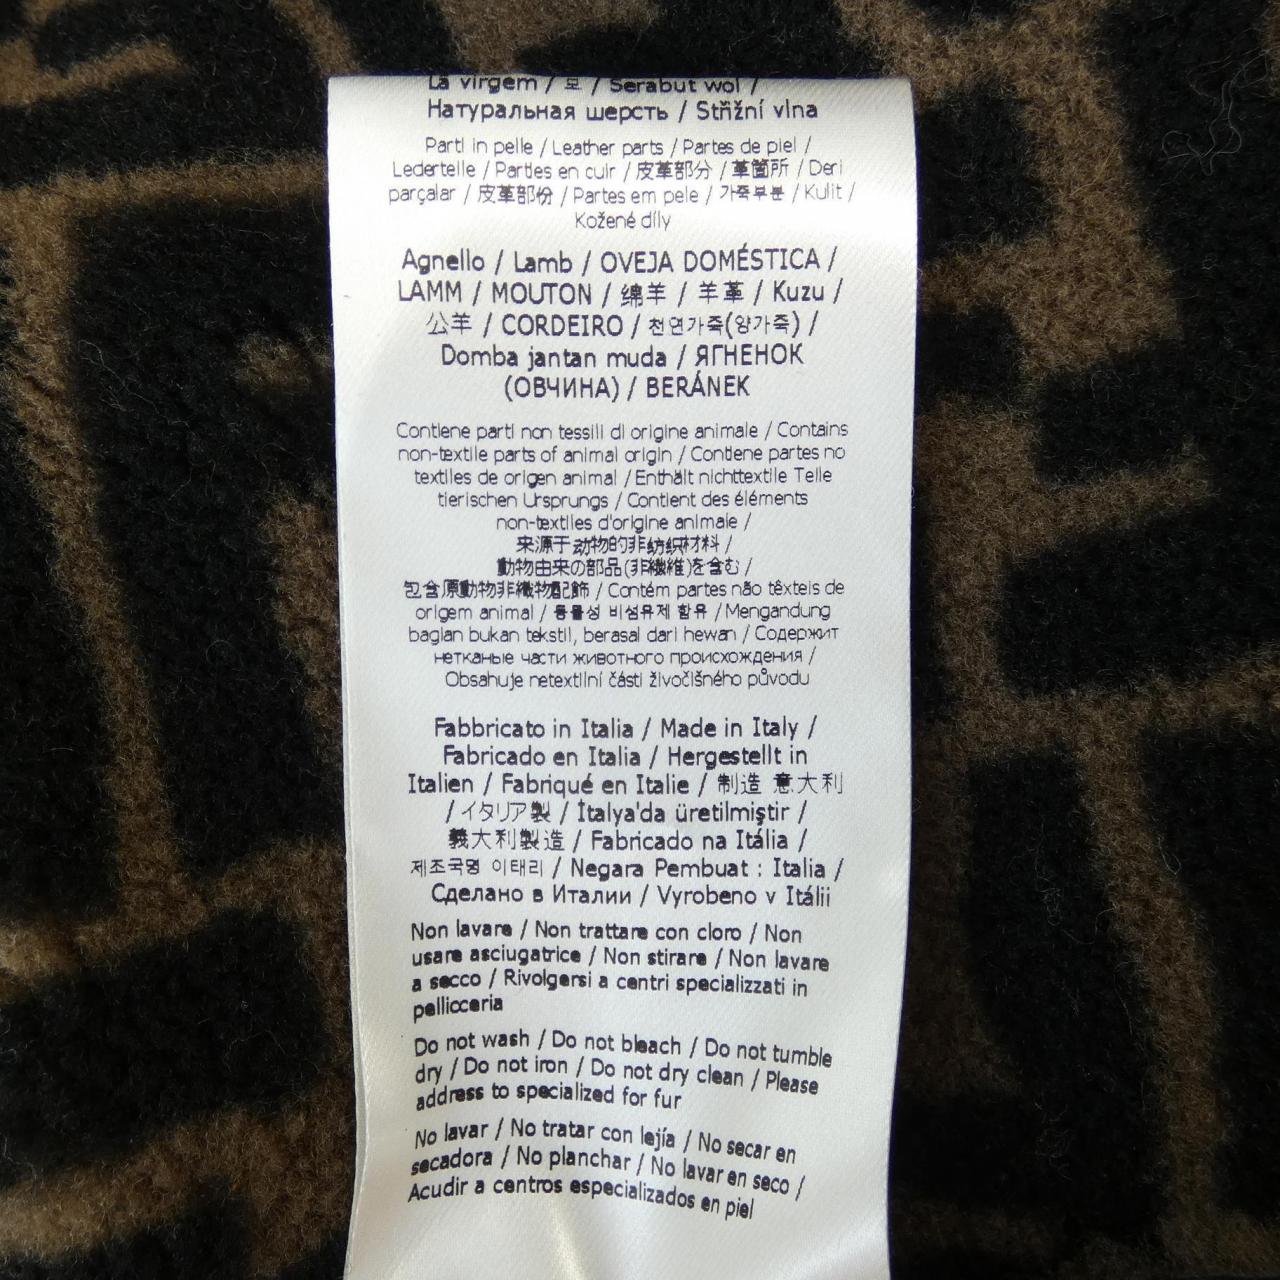 La virgem / 모 / Serabut wol /
Натуральная шерсть / Střižní vlna
Parti in pelle / Leather parts / Partes de piel /
Lederteile / Parties en cuir / 皮革部分 / 革箇所 / Deri
parçalar / 皮革部份 / Partes em pele / 가죽부분 / Kulit /
Kožené díly
Agnello / Lamb / OVEJA DOMÉSTICA /
LAMM / MOUTON / 绵羊 / 羊革 / Kuzu /
公羊 / CORDEIRO / 천연가죽(양가죽) /
Domba jantan muda / ЯГНЕНОК
(ОВЧИНА) / BERÁNEK
Contiene parti non tessili di origine animale / Contains
non-textile parts of animal origin / Contiene partes no
textiles de origen animal / Enthält nichttextile Teile
tierischen Ursprungs / Contient des éléments
non-textiles d'origine animale /
来源于动物的非纺织材料 /
動物由来の部品(非繊維)を含む /
包含原動物非織物配飾 / Contém partes não têxteis de
origem animal / 동물성 비섬유제 함유 / Mengandung
bagian bukan tekstil, berasal dari hewan / Содержит
нетканые части животного происхождения /
Obsahuje netextilní části živočišného původu
Fabbricato in Italia / Made in Italy /
Fabricado en Italia / Hergestellt in
Italien / Fabriqué en Italie / 制造 意大利
/ イタリア製 / İtalya'da üretilmiştir /
義大利製造 / Fabricado na Itália /
제조국명 이태리 / Negara Pembuat : Italia /
Сделано в Италии / Vyrobeno v Itálii
Non lavare / Non trattare con cloro / Non
usare asciugatrice / Non stirare / Non lavare
a secco / Rivolgersi a centri specializzati in
pellicceria
Do not wash / Do not bleach / Do not tumble
dry / Do not iron / Do not dry clean / Please
address to specialized for fur
No lavar / No tratar con lejía / No secar en
secadora / No planchar / No lavar en seco /
Acudir a centros especializados en piel